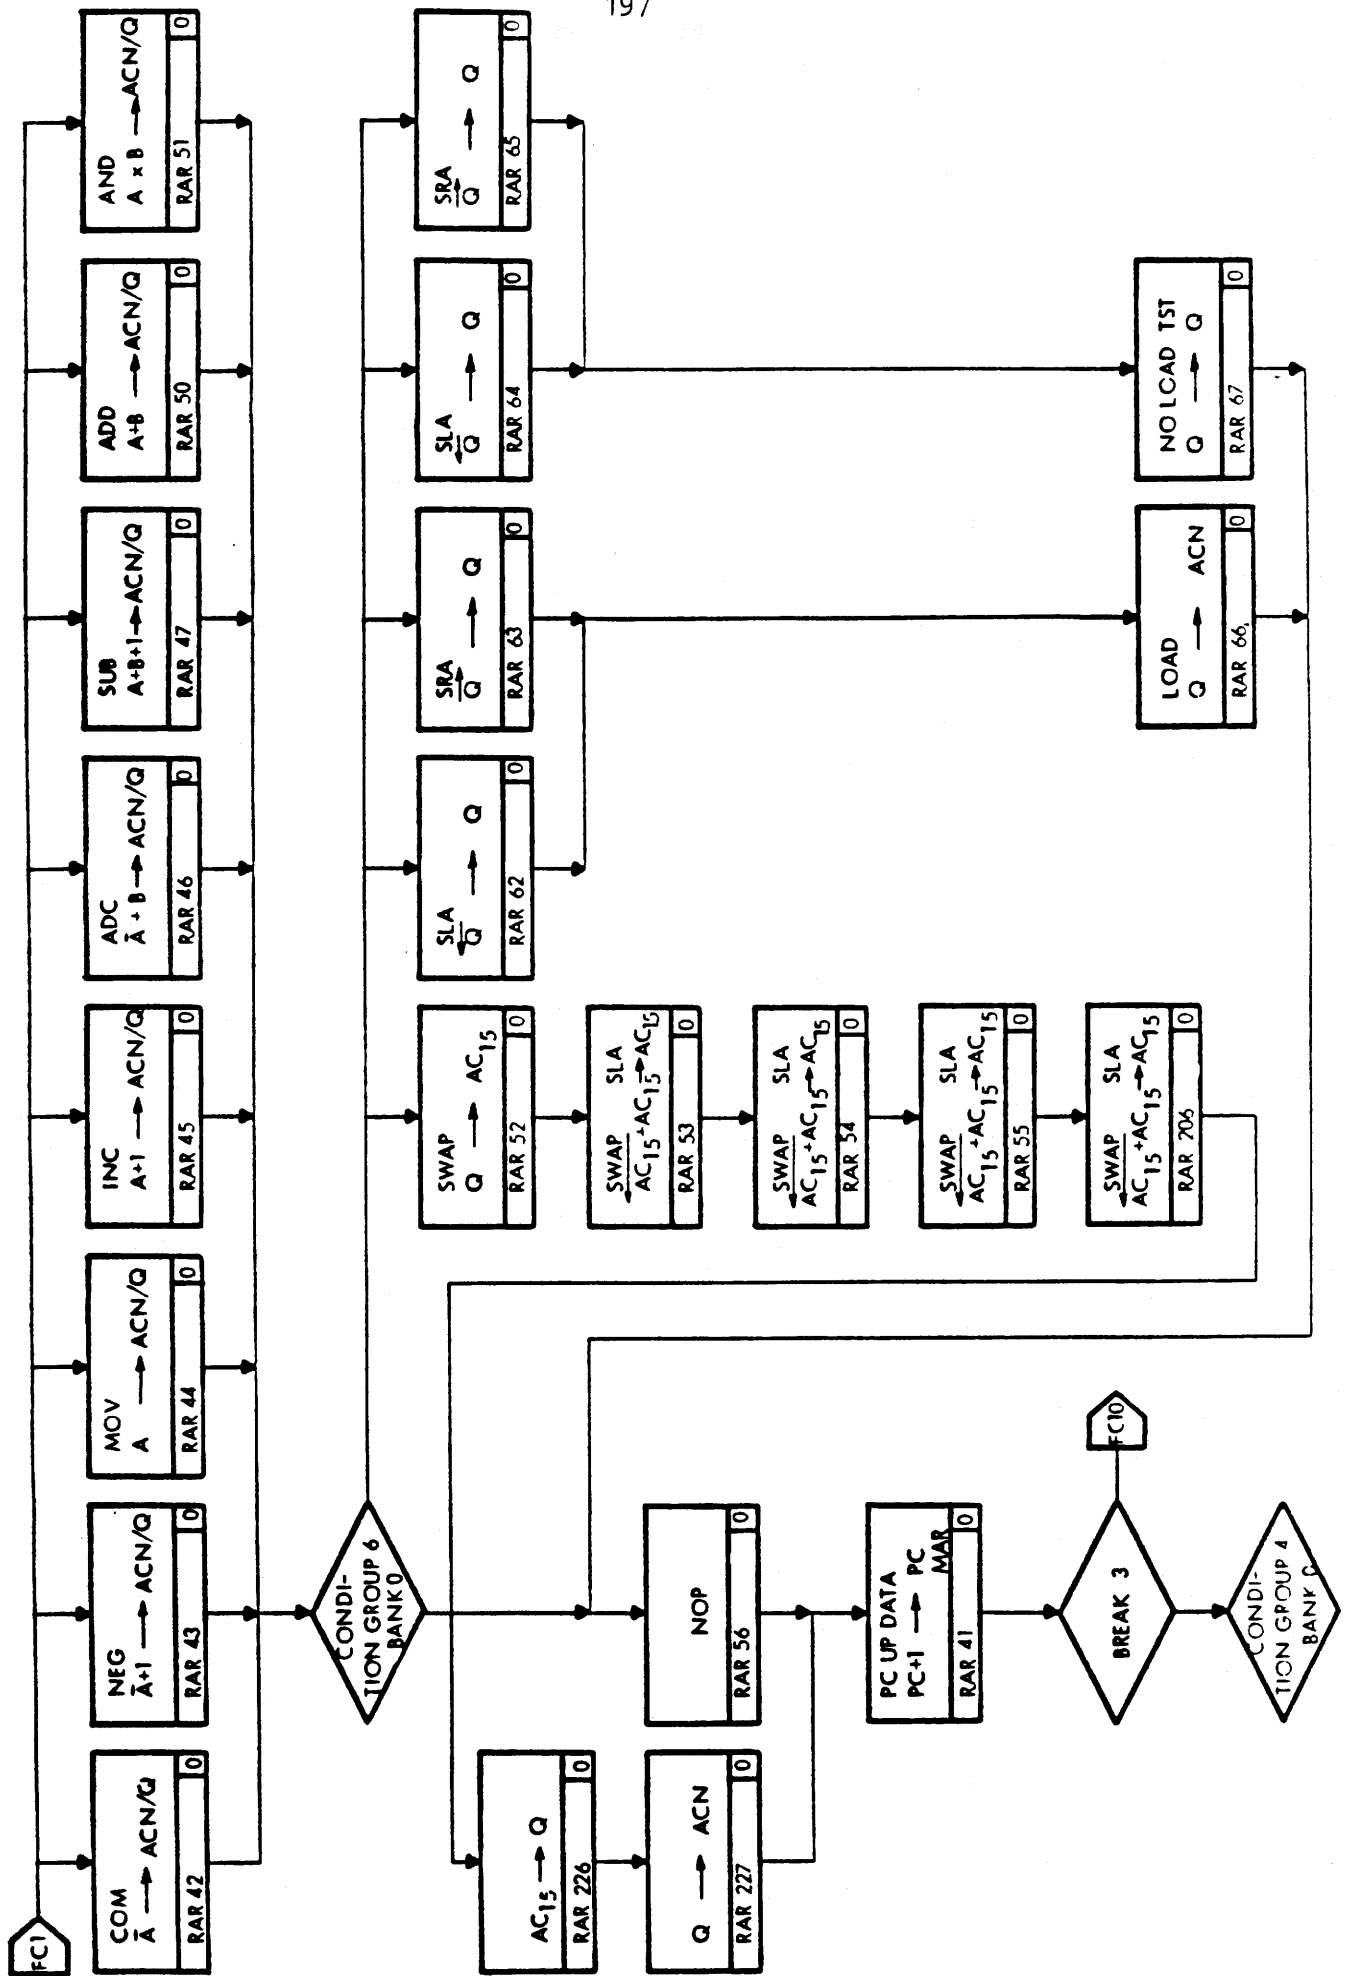 197
FC1
COM
Ā → ACN/Q
RAR 42 0
NEG
Ā+1 → ACN/Q
RAR 43 0
MOV
A → ACN/Q
RAR 44 0
INC
A+1 → ACN/Q
RAR 45 0
ADC
Ā + B → ACN/Q
RAR 46 0
SUB
A+B+1 → ACN/Q
RAR 47 0
ADD
A+B → ACN/Q
RAR 50 0
AND
A x B → ACN/Q
RAR 51 0
CONDI-
TION GROUP 6
BANK 0
SWAP
Q → AC15
RAR 52 0
SWAP SLA
AC15+AC15→AC15
RAR 53 0
SWAP SLA
AC15+AC15→AC15
RAR 54 0
SWAP SLA
AC15+AC15→AC15
RAR 55 0
SWAP SLA
AC15+AC15→AC15
RAR 206 0
SLA
Q → Q
RAR 62 0
SRA
Q → Q
RAR 63 0
SLA
Q → Q
RAR 64 0
SRA
Q → Q
RAR 65 0
LOAD
Q → ACN
RAR 66 0
NO LOAD TST
Q → Q
RAR 67 0
AC15 → Q
RAR 226 0
Q → ACN
RAR 227 0
NOP
RAR 56 0
PC UP DATA
PC+1 → PC
MAR
RAR 41 0
BREAK 3
FC10
CONDI-
TION GROUP 4
BANK